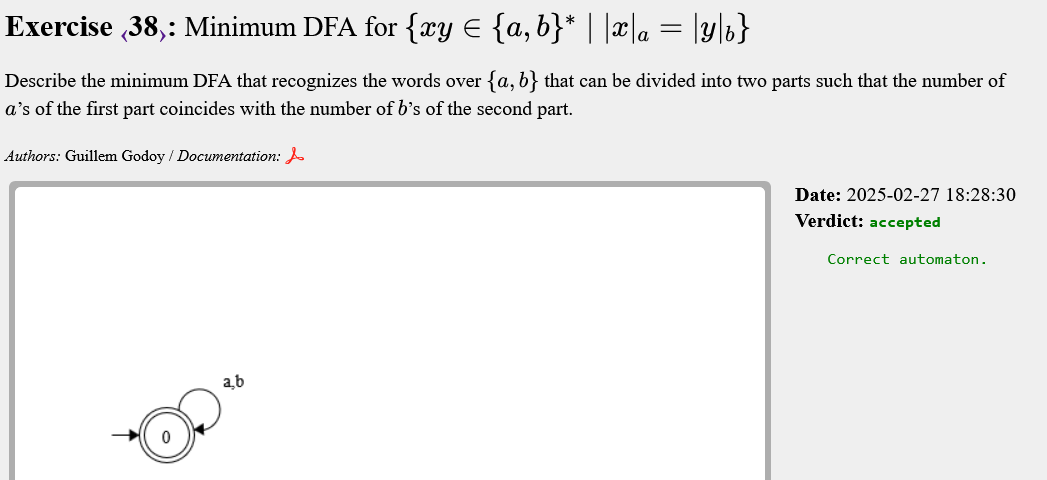 Exercise ‹38›: Minimum DFA for {xy ∈ {a, b}* | |x|ₐ = |y|_b}
Describe the minimum DFA that recognizes the words over {a, b} that can be divided into two parts such that the number of
a's of the first part coincides with the number of b's of the second part.
Authors: Guillem Godoy / Documentation:
Date: 2025-02-27 18:28:30
Verdict: accepted
Correct automaton.
a,b
0